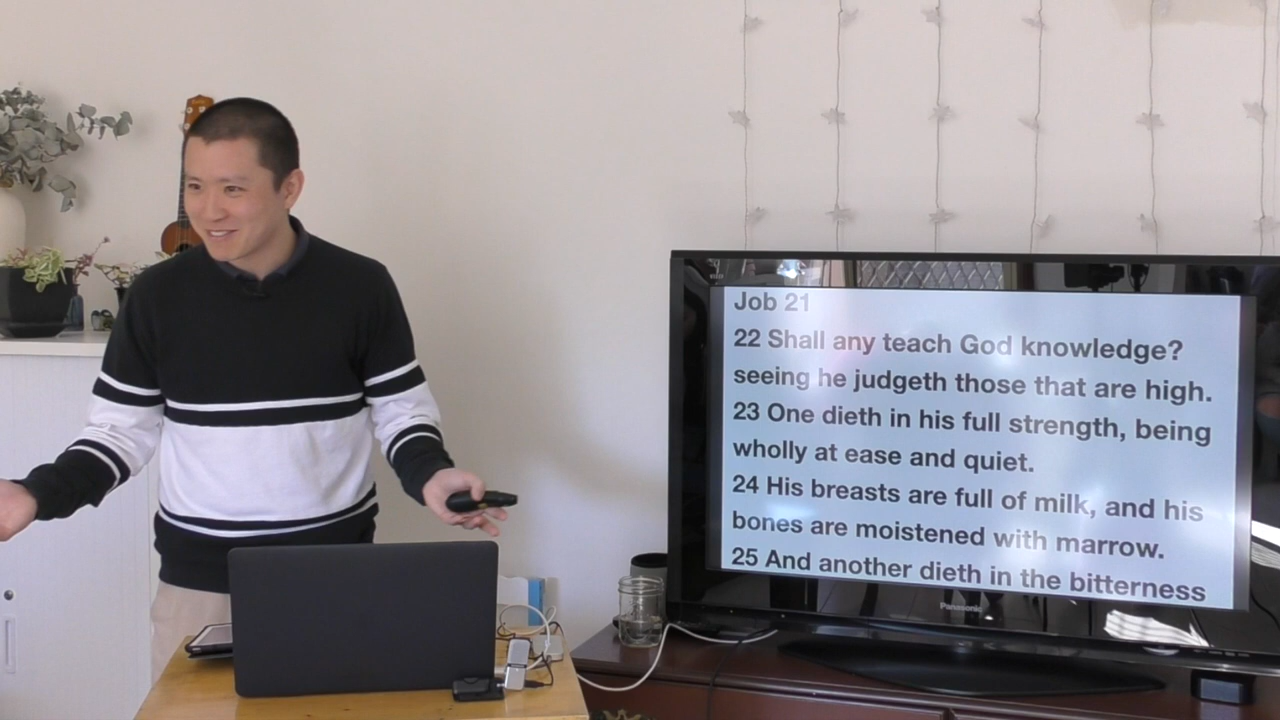 Job 21
22 Shall any teach God knowledge?
seeing he judgeth those that are high.
23 One dieth in his full strength, being
wholly at ease and quiet.
24 His breasts are full of milk, and his
bones are moistened with marrow.
25 And another dieth in the bitterness
Panasonic